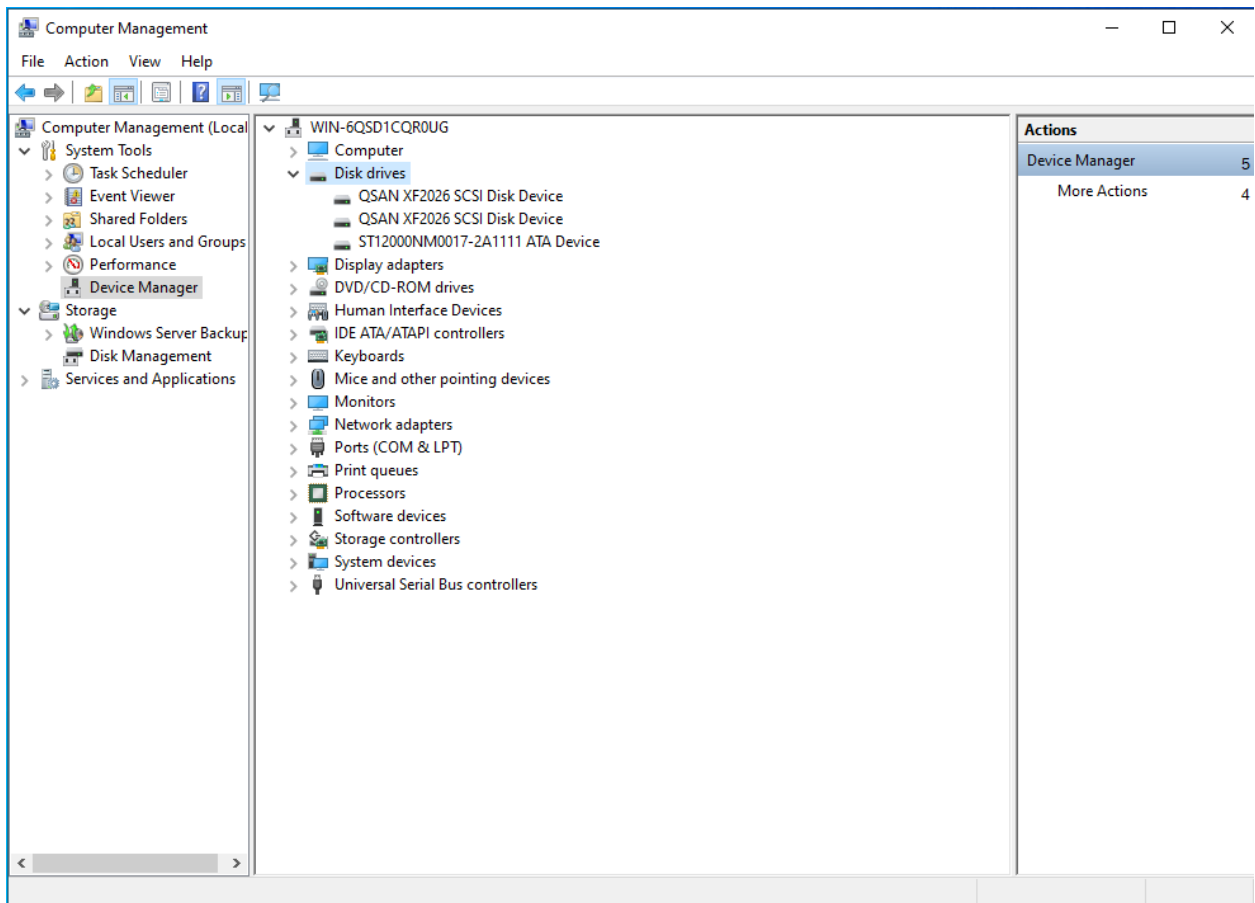 Computer Management
File Action View Help
Computer Management (Local
System Tools
Task Scheduler
Event Viewer
Shared Folders
Local Users and Groups
Performance
Device Manager
Storage
Windows Server Backup
Disk Management
Services and Applications
WIN-6QSD1CQR0UG
Computer
Disk drives
QSAN XF2026 SCSI Disk Device
QSAN XF2026 SCSI Disk Device
ST12000NM0017-2A1111 ATA Device
Display adapters
DVD/CD-ROM drives
Human Interface Devices
IDE ATA/ATAPI controllers
Keyboards
Mice and other pointing devices
Monitors
Network adapters
Ports (COM & LPT)
Print queues
Processors
Software devices
Storage controllers
System devices
Universal Serial Bus controllers
Actions
Device Manager 5
More Actions 4